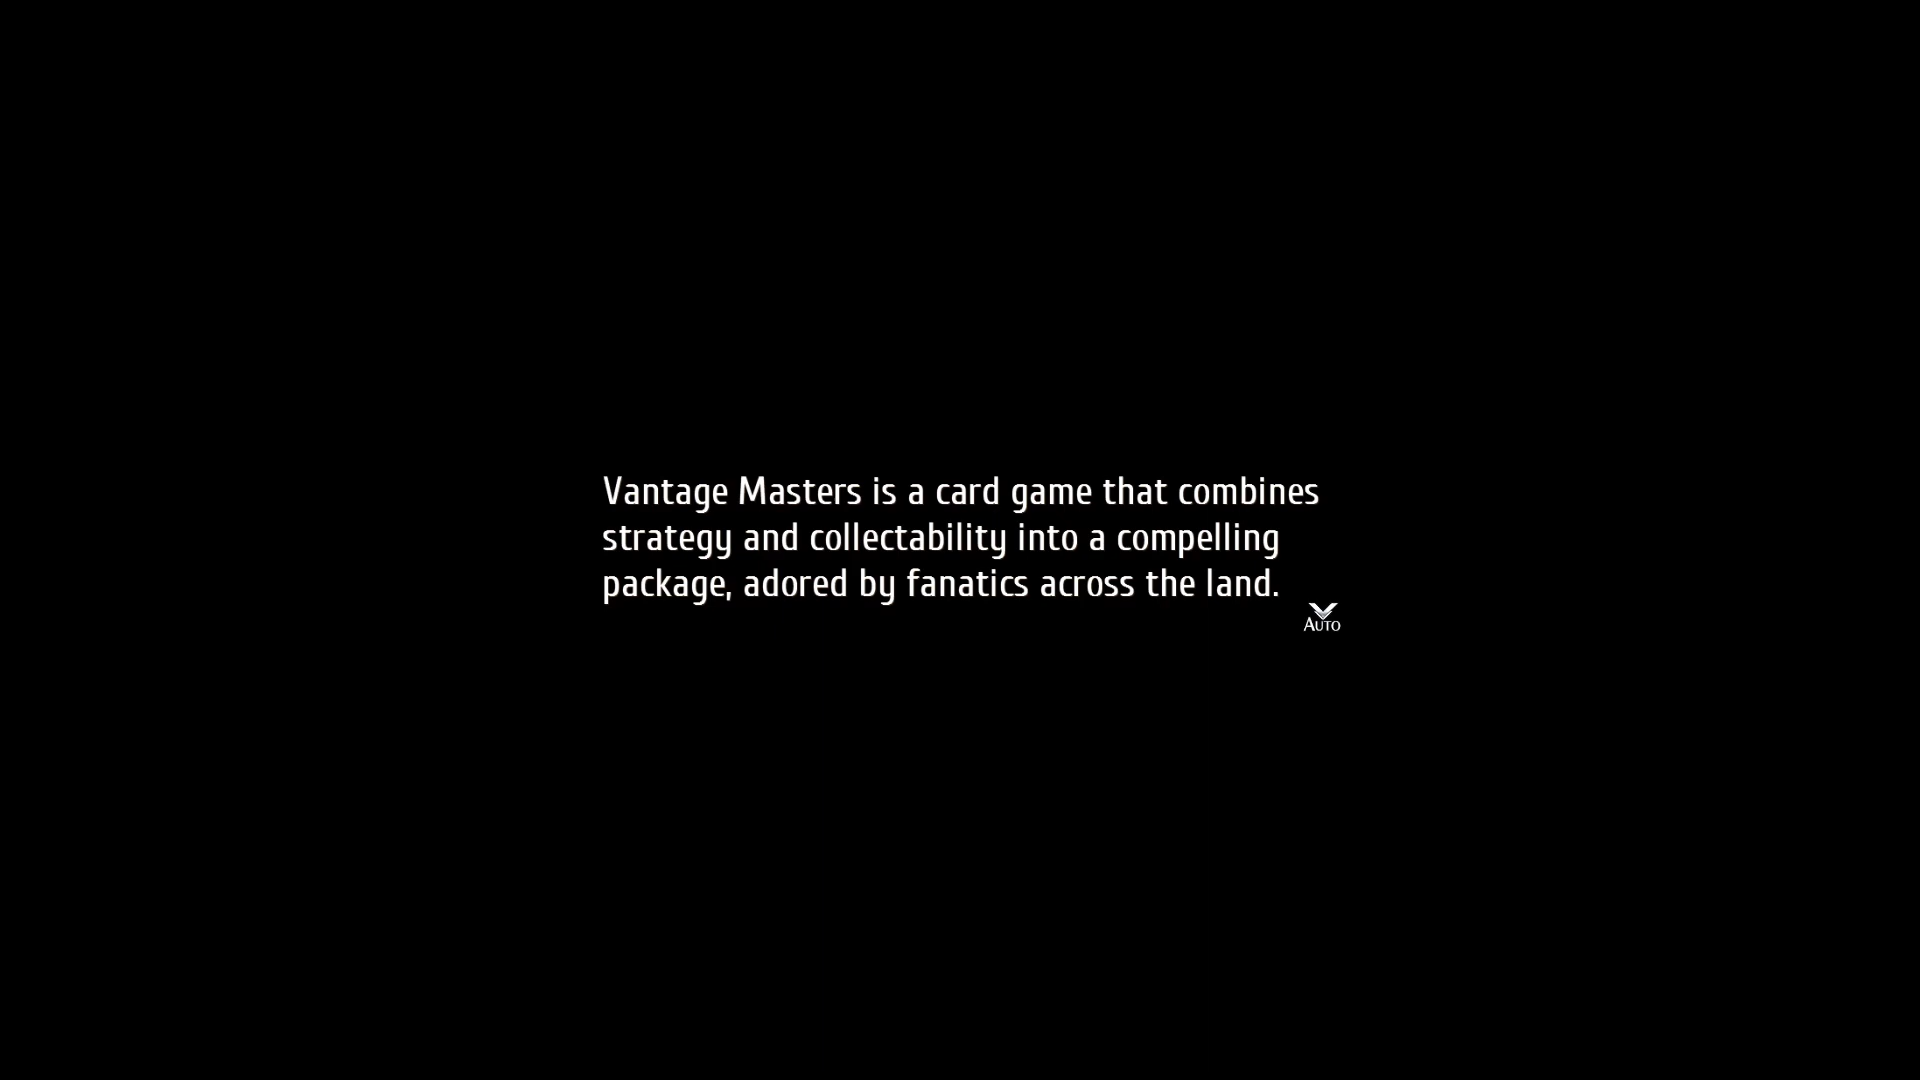 Vantage Masters is a card game that combines
strategy and collectability into a compelling
package, adored by fanatics across the land.
AUTO